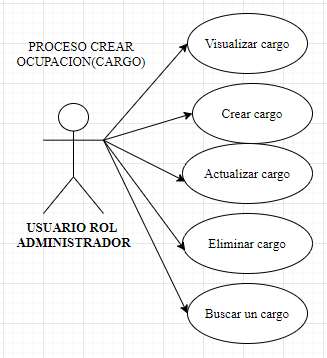 PROCESO CREAR
OCUPACION(CARGO)
Visualizar cargo
Crear cargo
Actualizar cargo
USUARIO ROL
ADMINISTRADOR
Eliminar cargo
Buscar un cargo